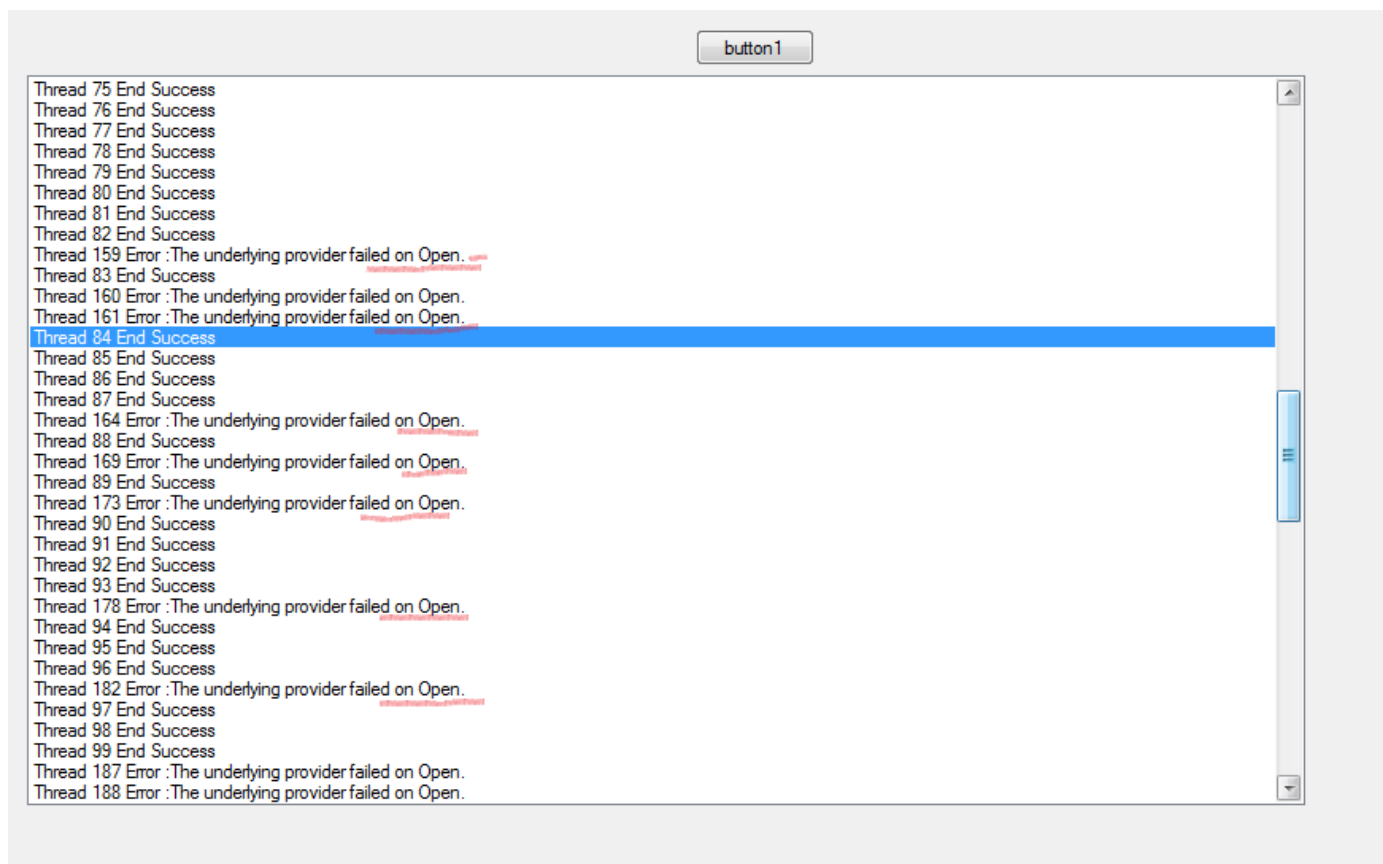 button1
Thread 75 End Success
Thread 76 End Success
Thread 77 End Success
Thread 78 End Success
Thread 79 End Success
Thread 80 End Success
Thread 81 End Success
Thread 82 End Success
Thread 159 Error :The underlying provider failed on Open.
Thread 83 End Success
Thread 160 Error :The underlying provider failed on Open.
Thread 161 Error :The underlying provider failed on Open.
Thread 84 End Success
Thread 85 End Success
Thread 86 End Success
Thread 87 End Success
Thread 164 Error :The underlying provider failed on Open.
Thread 88 End Success
Thread 169 Error :The underlying provider failed on Open.
Thread 89 End Success
Thread 173 Error :The underlying provider failed on Open.
Thread 90 End Success
Thread 91 End Success
Thread 92 End Success
Thread 93 End Success
Thread 178 Error :The underlying provider failed on Open.
Thread 94 End Success
Thread 95 End Success
Thread 96 End Success
Thread 182 Error :The underlying provider failed on Open.
Thread 97 End Success
Thread 98 End Success
Thread 99 End Success
Thread 187 Error :The underlying provider failed on Open.
Thread 188 Error :The underlying provider failed on Open.